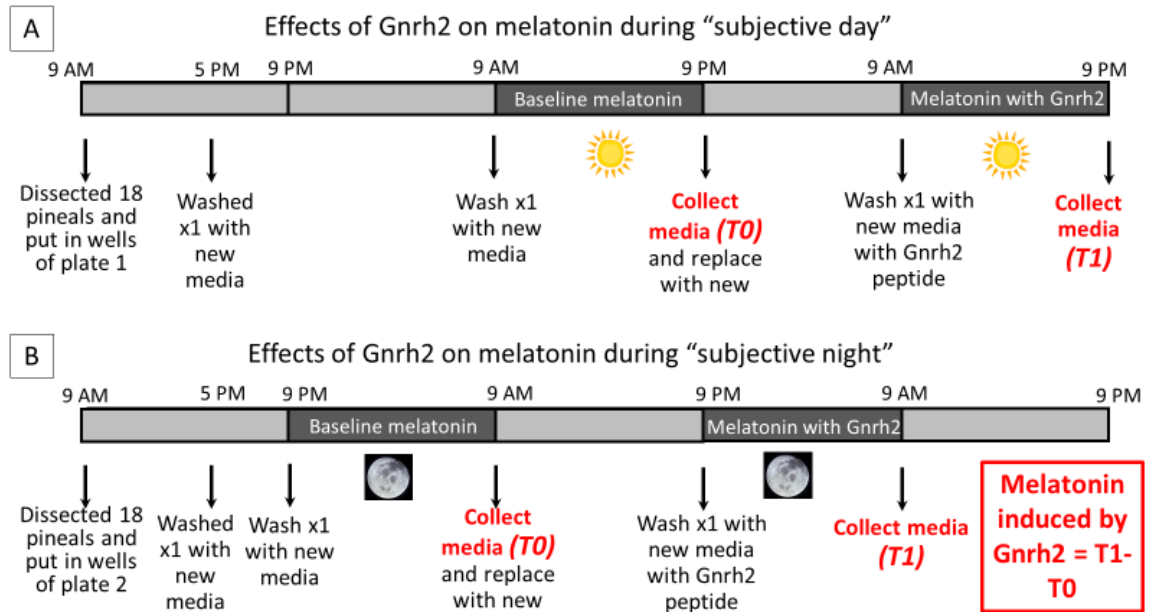 A
Effects of Gnrh2 on melatonin during “subjective day”
9 AM 5 PM 9 PM 9 AM 9 PM 9 AM 9 PM
Baseline melatonin Melatonin with Gnrh2
Dissected 18
pineals and
put in wells
of plate 1
Washed
x1 with
new
media
Wash x1
with new
media
Collect
media (T0)
and replace
with new
Wash x1 with
new media
with Gnrh2
peptide
Collect
media
(T1)
B
Effects of Gnrh2 on melatonin during “subjective night”
9 AM 5 PM 9 PM 9 AM 9 PM 9 AM 9 PM
Baseline melatonin Melatonin with Gnrh2
Dissected 18
pineals and
put in wells
of plate 2
Washed
x1 with
new
media
Wash x1
with new
media
Collect
media (T0)
and replace
with new
Wash x1 with
new media
with Gnrh2
peptide
Collect media
(T1)
Melatonin
induced by
Gnrh2 = T1-
T0